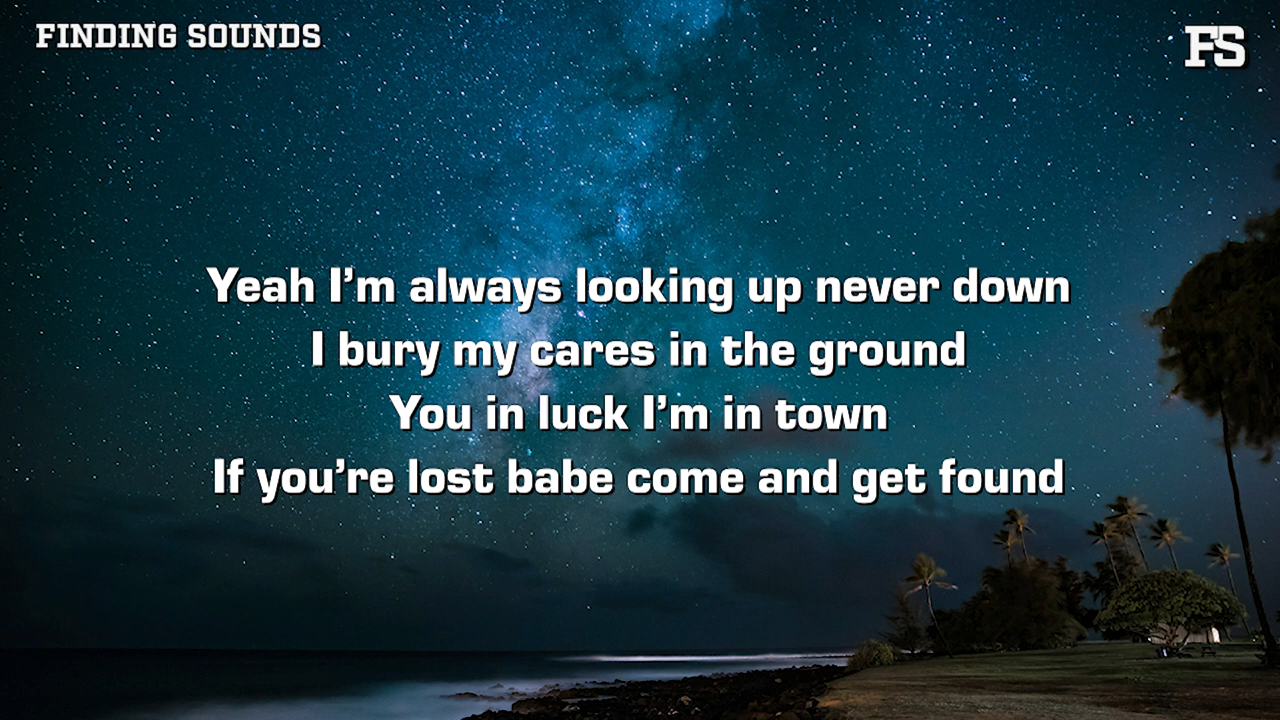 FINDING SOUNDS
FS
Yeah I'm always looking up never down
I bury my cares in the ground
You in luck I'm in town
If you're lost babe come and get found